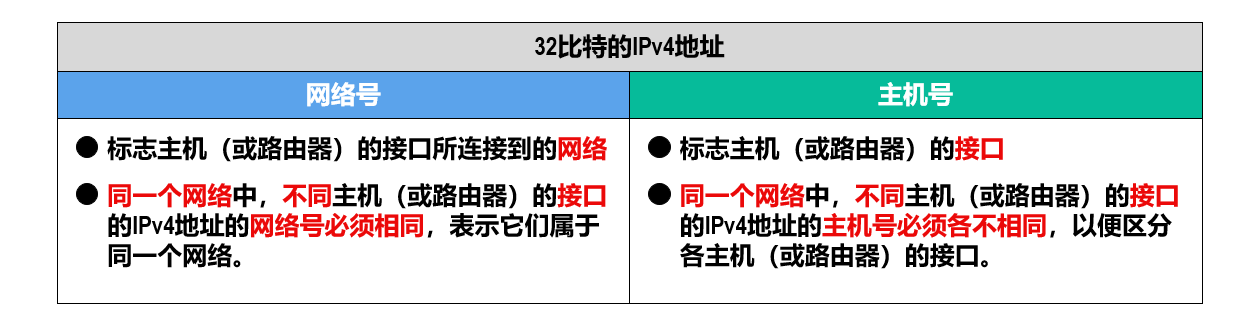 32比特的IPv4地址
网络号
主机号
● 标志主机（或路由器）的接口所连接到的网络
● 同一个网络中，不同主机（或路由器）的接口
的IPv4地址的网络号必须相同，表示它们属于
同一个网络。
● 标志主机（或路由器）的接口
● 同一个网络中，不同主机（或路由器）的接口
的IPv4地址的主机号必须各不相同，以便区分
各主机（或路由器）的接口。